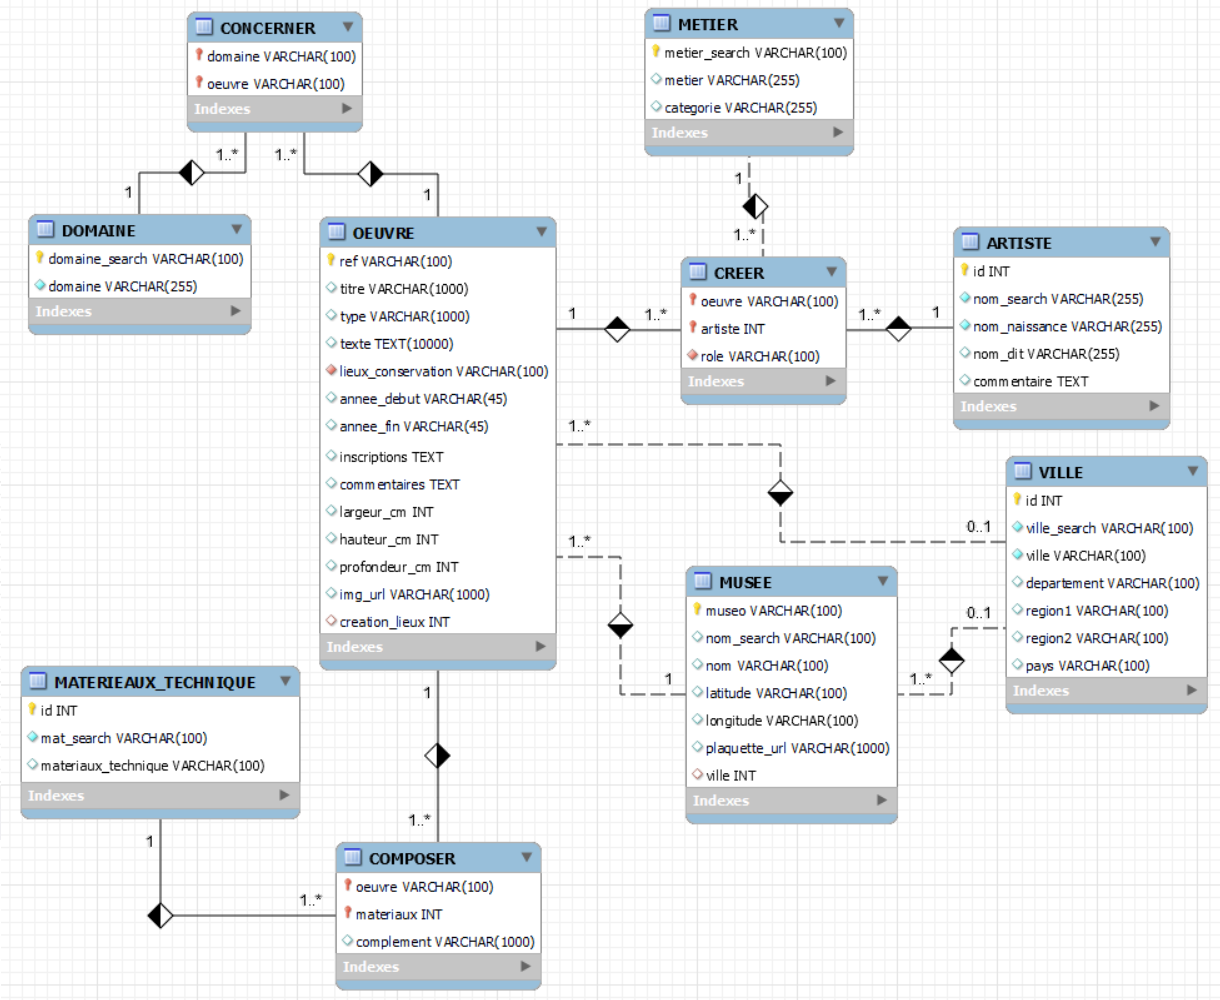 CONCERNER
domaine VARCHAR(100)
oeuvre VARCHAR(100)
Indexes
METIER
metier_search VARCHAR(100)
metier VARCHAR(255)
categorie VARCHAR(255)
Indexes
1..*
1..*
1
1
1
1..*
DOMAINE
domaine_search VARCHAR(100)
domaine VARCHAR(255)
Indexes
OEUVRE
ref VARCHAR(100)
titre VARCHAR(1000)
type VARCHAR(1000)
texte TEXT(10000)
lieux_conservation VARCHAR(100)
annee_debut VARCHAR(45)
annee_fin VARCHAR(45)
inscriptions TEXT
commentaires TEXT
largeur_cm INT
hauteur_cm INT
profondeur_cm INT
img_url VARCHAR(1000)
creation_lieux INT
Indexes
1
1..*
CREER
oeuvre VARCHAR(100)
artiste INT
role VARCHAR(100)
Indexes
1..*
1
ARTISTE
id INT
nom_search VARCHAR(255)
nom_naissance VARCHAR(255)
nom_dit VARCHAR(255)
commentaire TEXT
Indexes
1..*
0..1
1..*
1
VILLE
id INT
ville_search VARCHAR(100)
ville VARCHAR(100)
departement VARCHAR(100)
region1 VARCHAR(100)
region2 VARCHAR(100)
pays VARCHAR(100)
Indexes
MUSEE
museo VARCHAR(100)
nom_search VARCHAR(100)
nom VARCHAR(100)
latitude VARCHAR(100)
longitude VARCHAR(100)
plaquette_url VARCHAR(1000)
ville INT
Indexes
0..1
1..*
MATERIEAUX_TECHNIQUE
id INT
mat_search VARCHAR(100)
materiaux_technique VARCHAR(100)
Indexes
1
1..*
1
1..*
COMPOSER
oeuvre VARCHAR(100)
materiaux INT
complement VARCHAR(1000)
Indexes